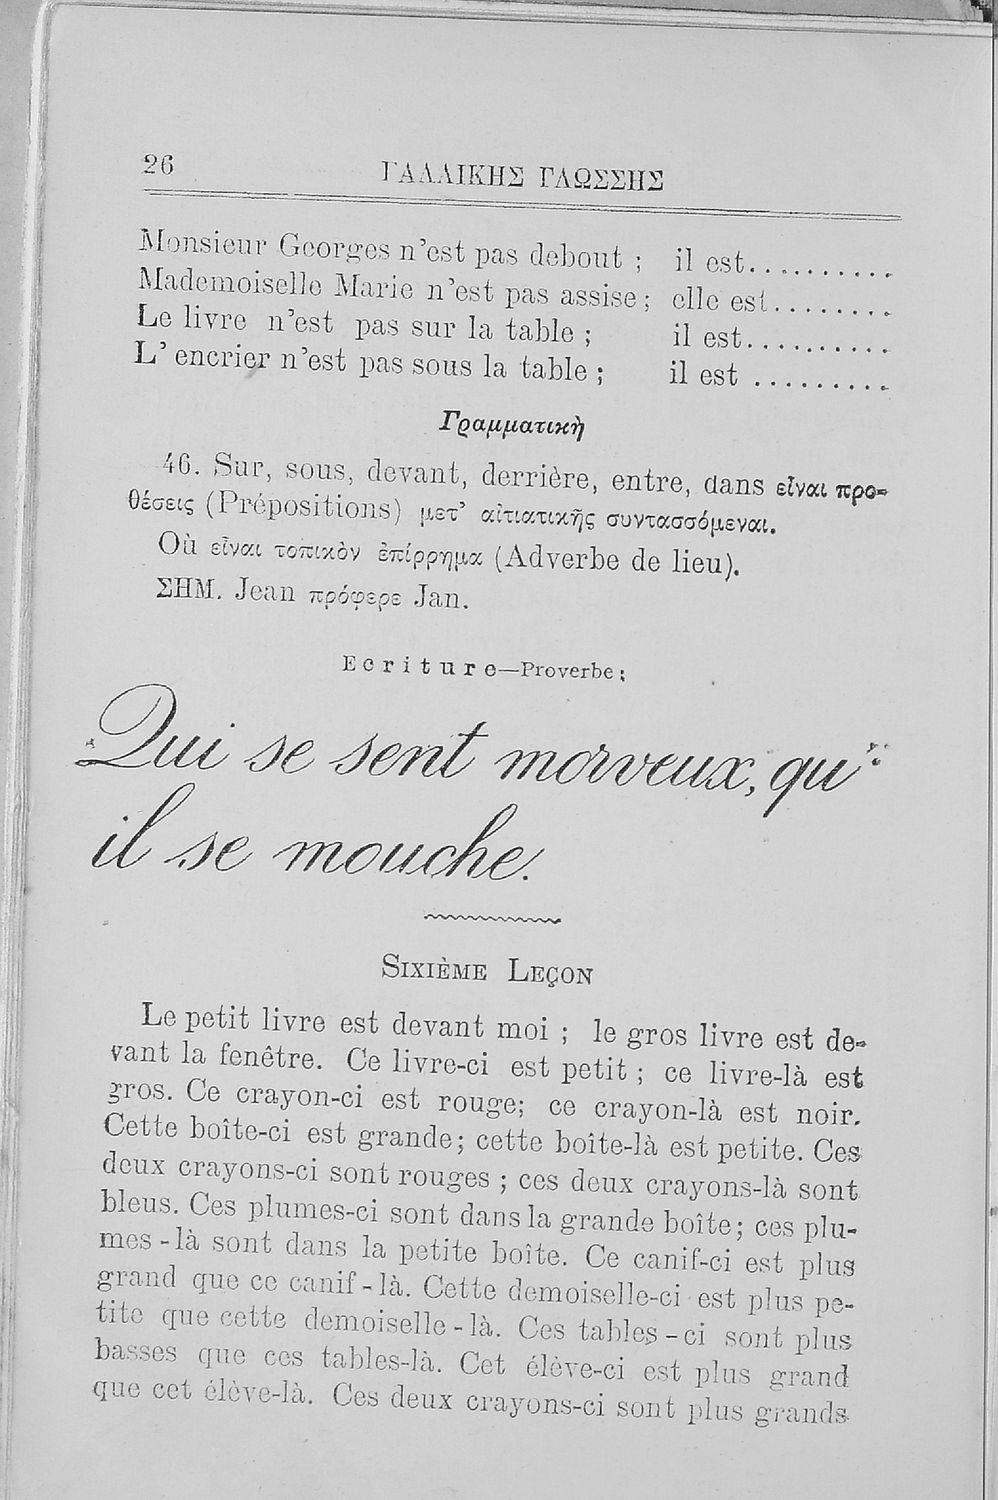 26 ΓΑΛΛΙΚΗΣ ΓΛΩΣΣΗΣ
Monsieur Georges n'est pas debout ; il est..........
Mademoiselle Marie n'est pas assise ; elle est........
Le livre n'est pas sur la table ; il est..........
L' encrier n'est pas sous la table ; il est ..........
Γραμματικὴ
46. Sur, sous, devant, derrière, entre, dans εἶναι προ-
θέσεις (Prépositions) μετ' αἰτιατικῆς συντασσόμεναι.
Où εἶναι τοπικὸν ἐπίρρημα (Adverbe de lieu).
ΣΗΜ. Jean πρόφερε Jan.
Ecriture—Proverbe ;
Qui se sent morveux, qu'
il se mouche.
Sixième Leçon
Le petit livre est devant moi ; le gros livre est de-
vant la fenêtre. Ce livre-ci est petit ; ce livre-là est
gros. Ce crayon-ci est rouge; ce crayon-là est noir.
Cette boîte-ci est grande; cette boîte-là est petite. Ces
deux crayons-ci sont rouges ; ces deux crayons-là sont
bleus. Ces plumes-ci sont dans la grande boîte; ces plu-
mes-là sont dans la petite boîte. Ce canif-ci est plus
grand que ce canif-là. Cette demoiselle-ci est plus pe-
tite que cette demoiselle-là. Ces tables-ci sont plus
basses que ces tables-là. Cet élève-ci est plus grand
que cet élève-là. Ces deux crayons-ci sont plus grands